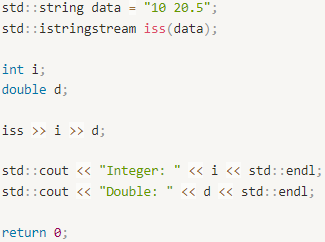 std::string data = "10 20.5";
std::istringstream iss(data);
int i;
double d;
iss >> i >> d;
std::cout << "Integer: " << i << std::endl;
std::cout << "Double: " << d << std::endl;
return 0;